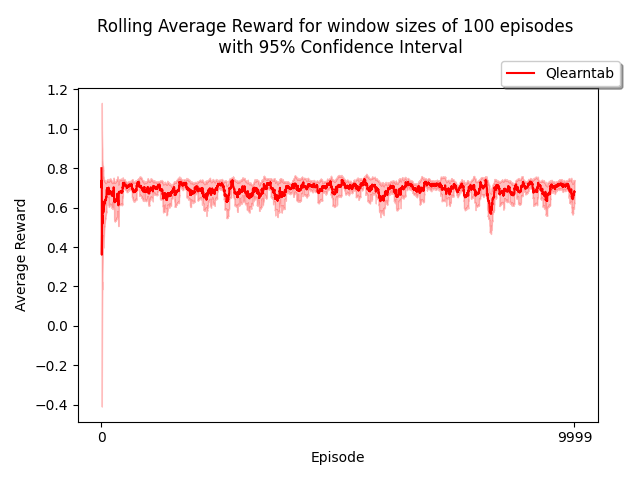 Rolling Average Reward for window sizes of 100 episodes
with 95% Confidence Interval
Qlearntab
1.2
1.0
0.8
0.6
0.4
0.2
0.0
−0.2
−0.4
Average Reward
0
9999
Episode